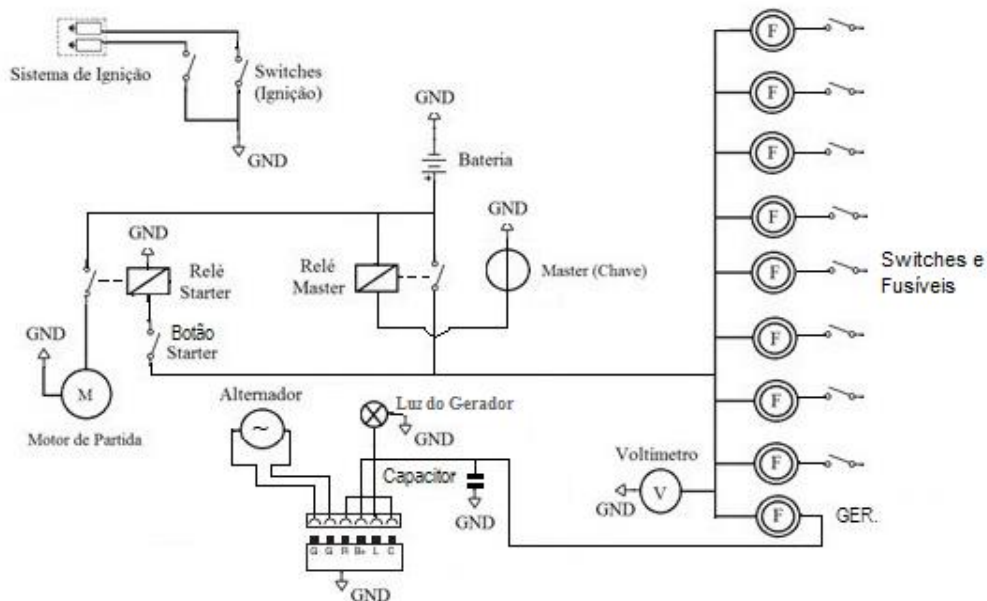 Sistema de Ignição
Switches
(Ignição)
GND
GND
Bateria
GND
Relé
Starter
GND
Relé
Master
GND
Master (Chave)
Botão
Starter
GND
M
Motor de Partida
Alternador
~
Luz do Gerador
GND
Capacitor
GND
G G R B+ L C
GND
Voltimetro
V
GND
F
F
F
F
F
Switches e
Fusíveis
F
F
F
F
GER.